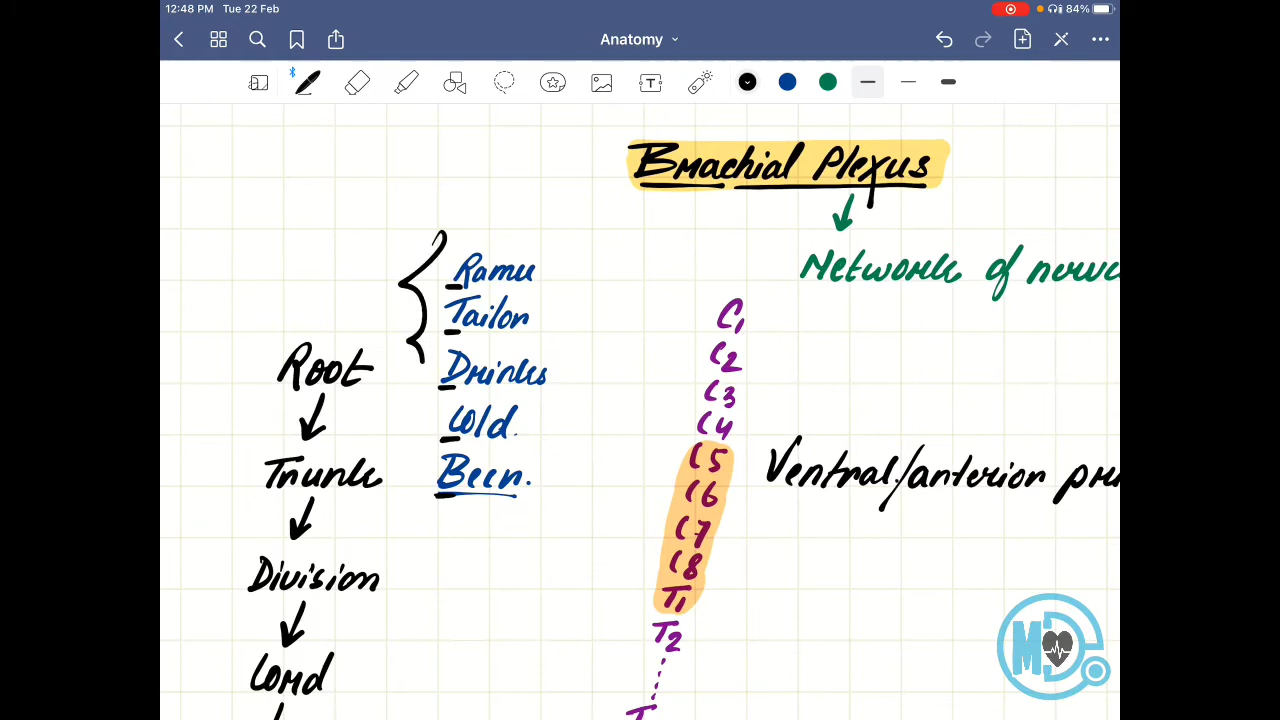 12:48 PM Tue 22 Feb
84%
Anatomy
T
Brachial Plexus
Network of nerve
Ramu
Tailor
Drinks
Cold.
Beer.
Root
Trunk
Division
Cord
C1
C2
C3
C4
C5
C6
C7
C8
T1
T2
T
Ventral/anterior pri
MD